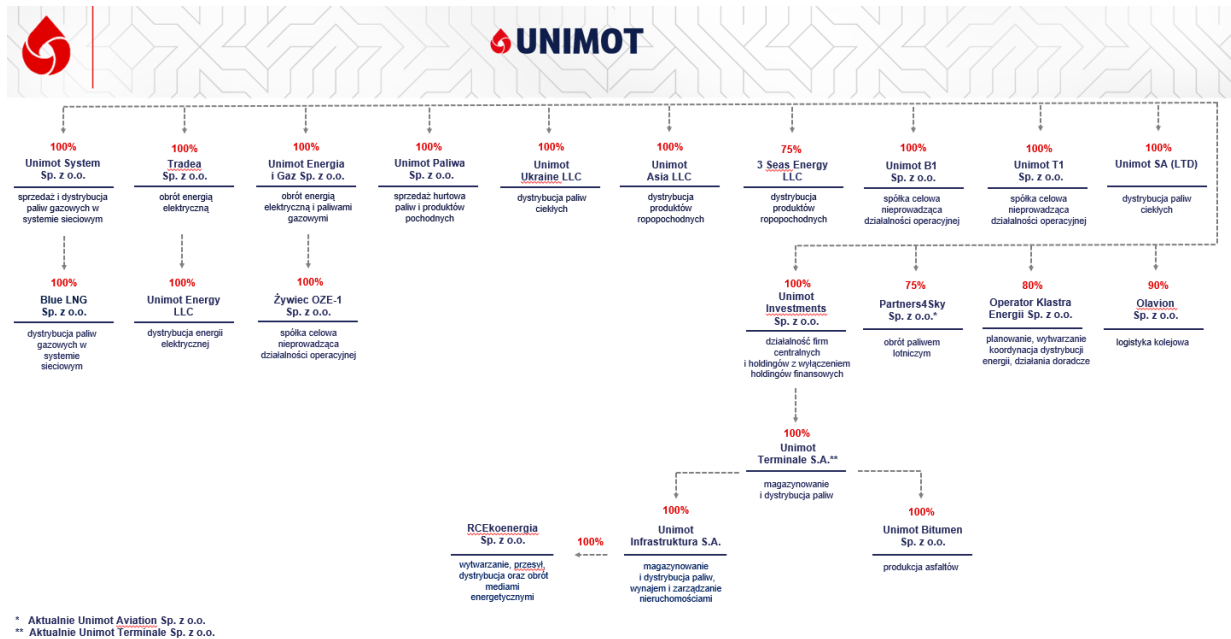 UNIMOT
100%
Unimot System
Sp. z o.o.
sprzedaż i dystrybucja
paliw gazowych w
systemie sieciowym
100%
Tradea
Sp. z o.o.
obrót energią
elektryczną
100%
Unimot Energia
i Gaz Sp. z o.o.
obrót energią
elektryczną i paliwami
gazowymi
100%
Unimot Paliwa
Sp. z o.o.
sprzedaż hurtowa
paliw i produktów
pochodnych
100%
Unimot
Ukraine LLC
dystrybucja paliw
ciekłych
100%
Unimot
Asia LLC
dystrybucja
produktów
ropopochodnych
75%
3 Seas Energy
LLC
dystrybucja
produktów
ropopochodnych
100%
Unimot B1
Sp. z o.o.
spółka celowa
nieprowadząca
działalności operacyjnej
100%
Unimot T1
Sp. z o.o.
spółka celowa
nieprowadząca
działalności operacyjnej
100%
Unimot SA (LTD)
dystrybucja paliw
ciekłych
100%
Blue LNG
Sp. z o.o.
dystrybucja paliw
gazowych w
systemie
sieciowym
100%
Unimot Energy
LLC
dystrybucja energii
elektrycznej
100%
Żywiec OZE-1
Sp. z o.o.
spółka celowa
nieprowadząca
działalności operacyjnej
100%
Unimot
Investments
Sp. z o.o.
działalność firm
centralnych
i holdingów z wyłączeniem
holdingów finansowych
75%
Partners4Sky
Sp. z o.o.*
obrót paliwem
lotniczym
80%
Operator Klastra
Energii Sp. z o.o.
planowanie, wytwarzanie
koordynacja dystrybucji
energii, działania doradcze
90%
Olavion
Sp. z o.o.
logistyka kolejowa
100%
Unimot
Terminale S.A.**
magazynowanie
i dystrybucja paliw
RCEkoenergia
Sp. z o.o.
wytwarzanie, przesył,
dystrybucja oraz obrót
mediami
energetycznymi
100%
100%
Unimot
Infrastruktura S.A.
magazynowanie
i dystrybucja paliw,
wynajem i zarządzanie
nieruchomościami
100%
Unimot Bitumen
Sp. z o.o.
produkcja asfaltów
* Aktualnie Unimot Aviation Sp. z o.o.
** Aktualnie Unimot Terminale Sp. z o.o.